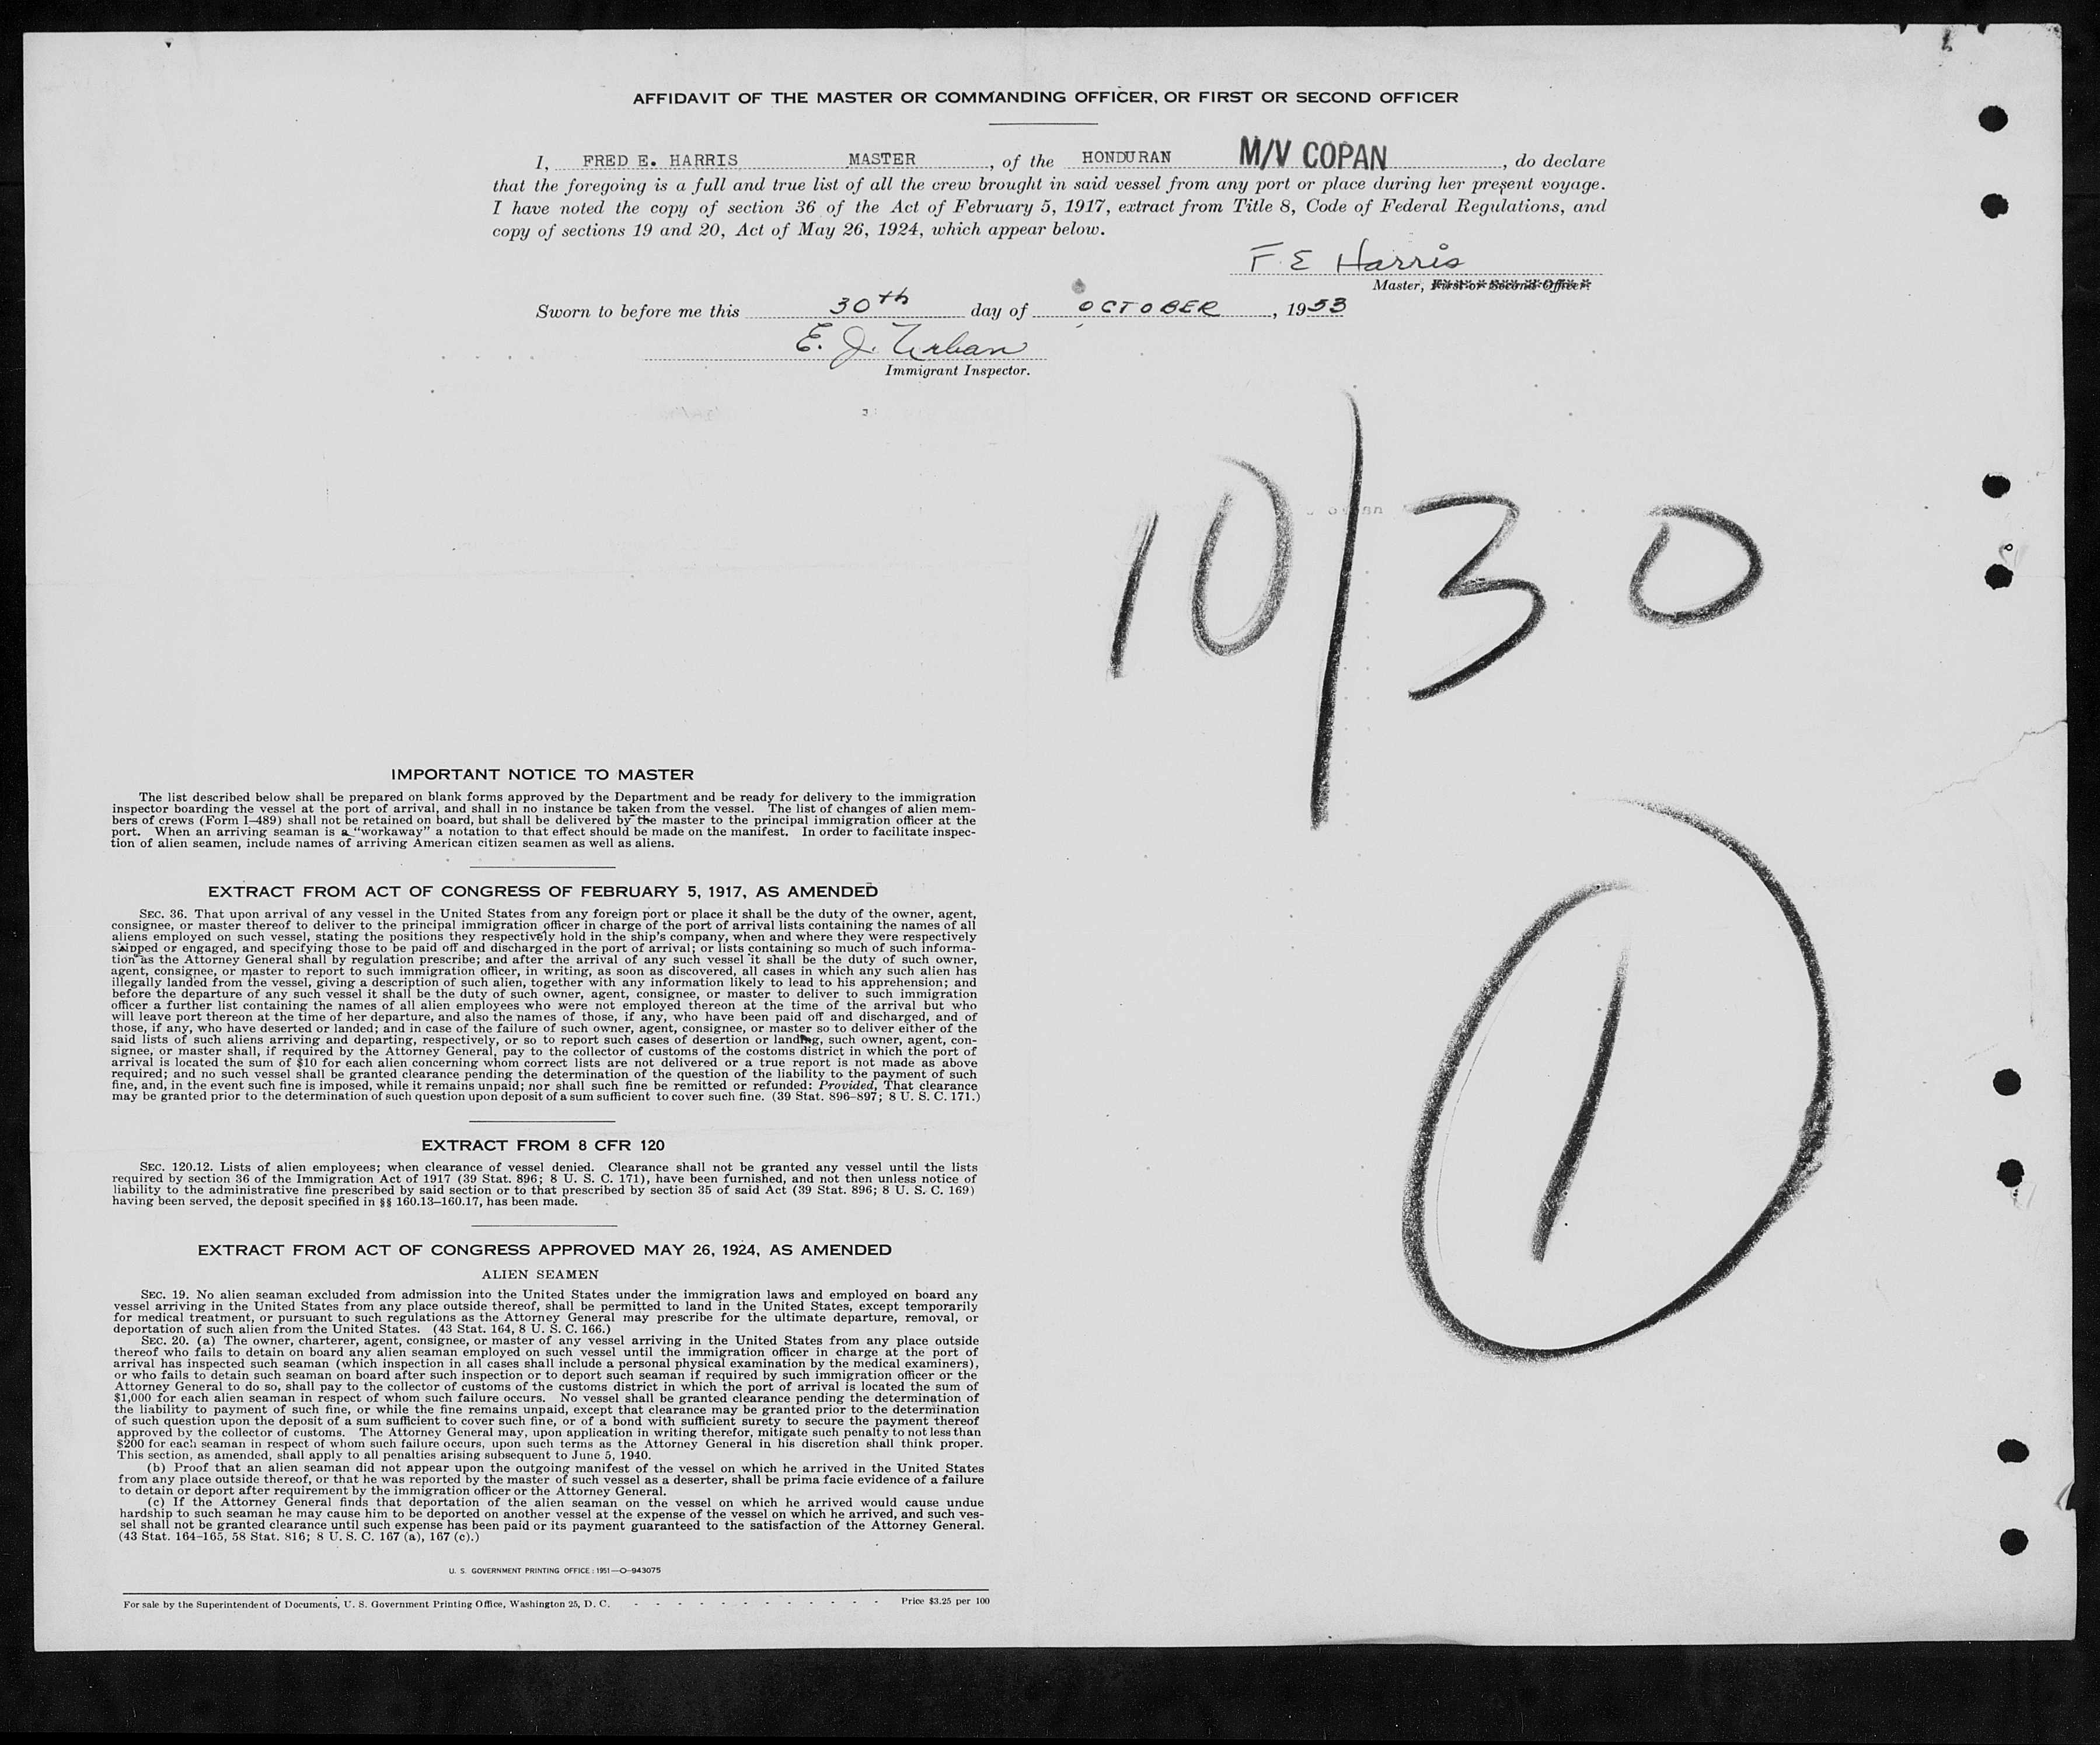 AFFIDAVIT OF THE MASTER OR COMMANDING OFFICER, OR FIRST OR SECOND OFFICER
I, FRED E. HARRIS MASTER, of the HONDURAN M/V COPAN, do declare
that the foregoing is a full and true list of all the crew brought in said vessel from any port or place during her present voyage.
I have noted the copy of section 36 of the Act of February 5, 1917, extract from Title 8, Code of Federal Regulations, and
copy of sections 19 and 20, Act of May 26, 1924, which appear below.
F. E Harris
Master, First or Second Officer.
Sworn to before me this 30th day of OCTOBER, 1953
E. J. Urban
Immigrant Inspector.
10/30
1
IMPORTANT NOTICE TO MASTER
The list described below shall be prepared on blank forms approved by the Department and be ready for delivery to the immigration
inspector boarding the vessel at the port of arrival, and shall in no instance be taken from the vessel. The list of changes of alien mem-
bers of crews (Form I-489) shall not be retained on board, but shall be delivered by the master to the principal immigration officer at the
port. When an arriving seaman is a "workaway" a notation to that effect should be made on the manifest. In order to facilitate inspec-
tion of alien seamen, include names of arriving American citizen seamen as well as aliens.
EXTRACT FROM ACT OF CONGRESS OF FEBRUARY 5, 1917, AS AMENDED
SEC. 36. That upon arrival of any vessel in the United States from any foreign port or place it shall be the duty of the owner, agent,
consignee, or master thereof to deliver to the principal immigration officer in charge of the port of arrival lists containing the names of all
aliens employed on such vessel, stating the positions they respectively hold in the ship's company, when and where they were respectively
shipped or engaged, and specifying those to be paid off and discharged in the port of arrival; or lists containing so much of such informa-
tion as the Attorney General shall by regulation prescribe; and after the arrival of any such vessel it shall be the duty of such owner,
agent, consignee, or master to report to such immigration officer, in writing, as soon as discovered, all cases in which any such alien has
illegally landed from the vessel, giving a description of such alien, together with any information likely to lead to his apprehension; and
before the departure of any such vessel it shall be the duty of such owner, agent, consignee, or master to deliver to such immigration
officer a further list containing the names of all alien employees who were not employed thereon at the time of the arrival but who
will leave port thereon at the time of her departure, and also the names of those, if any, who have been paid off and discharged, and of
those, if any, who have deserted or landed; and in case of the failure of such owner, agent, consignee, or master so to deliver either of the
said lists of such aliens arriving and departing, respectively, or so to report such cases of desertion or landing, such owner, agent, con-
signee, or master shall, if required by the Attorney General, pay to the collector of customs of the costoms district in which the port of
arrival is located the sum of $10 for each alien concerning whom correct lists are not delivered or a true report is not made as above
required; and no such vessel shall be granted clearance pending the determination of the question of the liability to the payment of such
fine, and, in the event such fine is imposed, while it remains unpaid; nor shall such fine be remitted or refunded: Provided, That clearance
may be granted prior to the determination of such question upon deposit of a sum sufficient to cover such fine. (39 Stat. 896-897; 8 U. S. C. 171.)
EXTRACT FROM 8 CFR 120
SEC. 120.12. Lists of alien employees; when clearance of vessel denied. Clearance shall not be granted any vessel until the lists
required by section 36 of the Immigration Act of 1917 (39 Stat. 896; 8 U. S. C. 171), have been furnished, and not then unless notice of
liability to the administrative fine prescribed by said section or to that prescribed by section 35 of said Act (39 Stat. 896; 8 U. S. C. 169)
having been served, the deposit specified in §§ 160.13-160.17, has been made.
EXTRACT FROM ACT OF CONGRESS APPROVED MAY 26, 1924, AS AMENDED
ALIEN SEAMEN
SEC. 19. No alien seaman excluded from admission into the United States under the immigration laws and employed on board any
vessel arriving in the United States from any place outside thereof, shall be permitted to land in the United States, except temporarily
for medical treatment, or pursuant to such regulations as the Attorney General may prescribe for the ultimate departure, removal, or
deportation of such alien from the United States. (43 Stat. 164, 8 U. S. C. 166.)
SEC. 20. (a) The owner, charterer, agent, consignee, or master of any vessel arriving in the United States from any place outside
thereof who fails to detain on board any alien seaman employed on such vessel until the immigration officer in charge at the port of
arrival has inspected such seaman (which inspection in all cases shall include a personal physical examination by the medical examiners),
or who fails to detain such seaman on board after such inspection or to deport such seaman if required by such immigration officer or the
Attorney General to do so, shall pay to the collector of customs of the customs district in which the port of arrival is located the sum of
$1,000 for each alien seaman in respect of whom such failure occurs. No vessel shall be granted clearance pending the determination of
the liability to payment of such fine, or while the fine remains unpaid, except that clearance may be granted prior to the determination
of such question upon the deposit of a sum sufficient to cover such fine, or of a bond with sufficient surety to secure the payment thereof
approved by the collector of customs. The Attorney General may, upon application in writing therefor, mitigate such penalty to not less than
$200 for each seaman in respect of whom such failure occurs, upon such terms as the Attorney General in his discretion shall think proper.
This section, as amended, shall apply to all penalties arising subsequent to June 5, 1940.
(b) Proof that an alien seaman did not appear upon the outgoing manifest of the vessel on which he arrived in the United States
from any place outside thereof, or that he was reported by the master of such vessel as a deserter, shall be prima facie evidence of a failure
to detain or deport after requirement by the immigration officer or the Attorney General.
(c) If the Attorney General finds that deportation of the alien seaman on the vessel on which he arrived would cause undue
hardship to such seaman he may cause him to be deported on another vessel at the expense of the vessel on which he arrived, and such ves-
sel shall not be granted clearance until such expense has been paid or its payment guaranteed to the satisfaction of the Attorney General.
(43 Stat. 164-165, 58 Stat. 816; 8 U. S. C. 167 (a), 167 (c).)
U. S. GOVERNMENT PRINTING OFFICE : 1951—O-943075
For sale by the Superintendent of Documents, U. S. Government Printing Office, Washington 25, D. C. - - - - - - - - - - - - Price $3.25 per 100